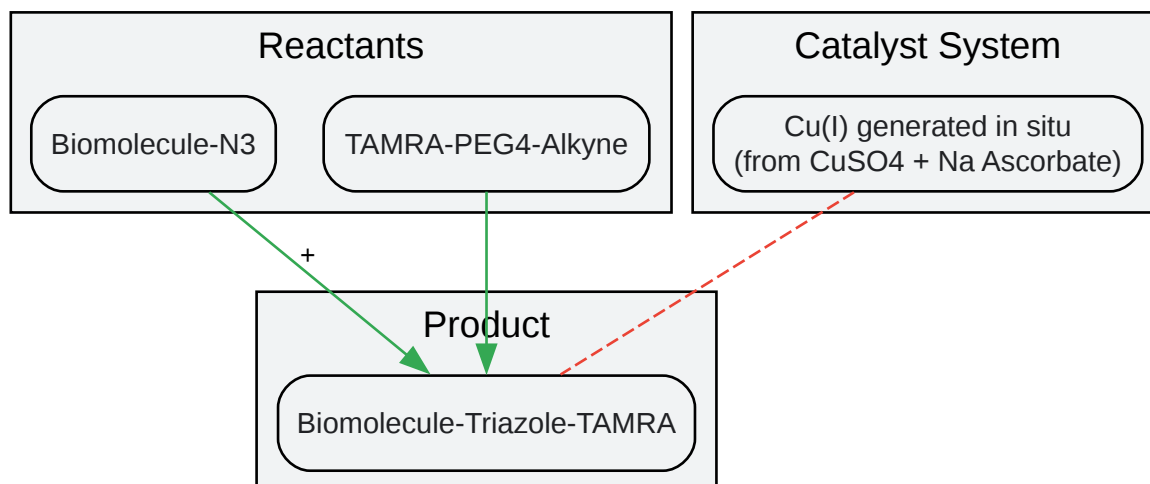 Reactants
Catalyst System
Biomolecule-N3
TAMRA-PEG4-Alkyne
Cu(I) generated in situ
(from CuSO4 + Na Ascorbate)
+
Product
Biomolecule-Triazole-TAMRA